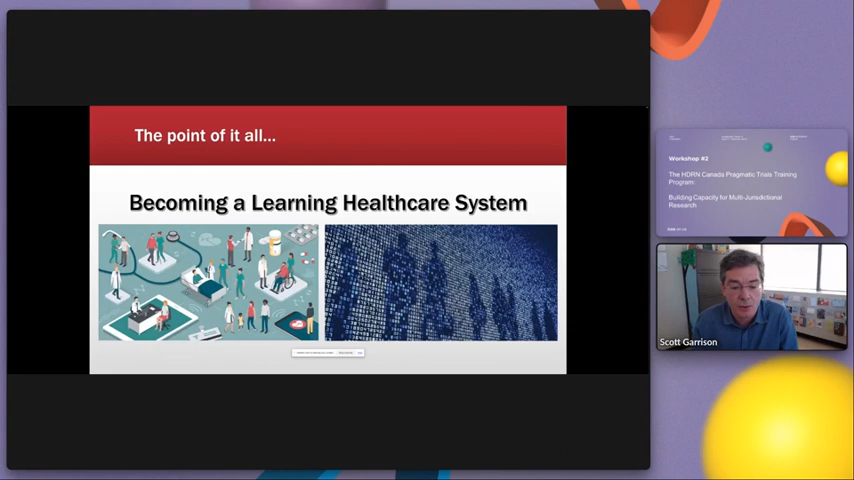 The point of it all...
Becoming a Learning Healthcare System
Workshop #2
The HDRN Canada Pragmatic Trials Training
Program:
Building Capacity for Multi-Jurisdictional
Research
Scott Garrison